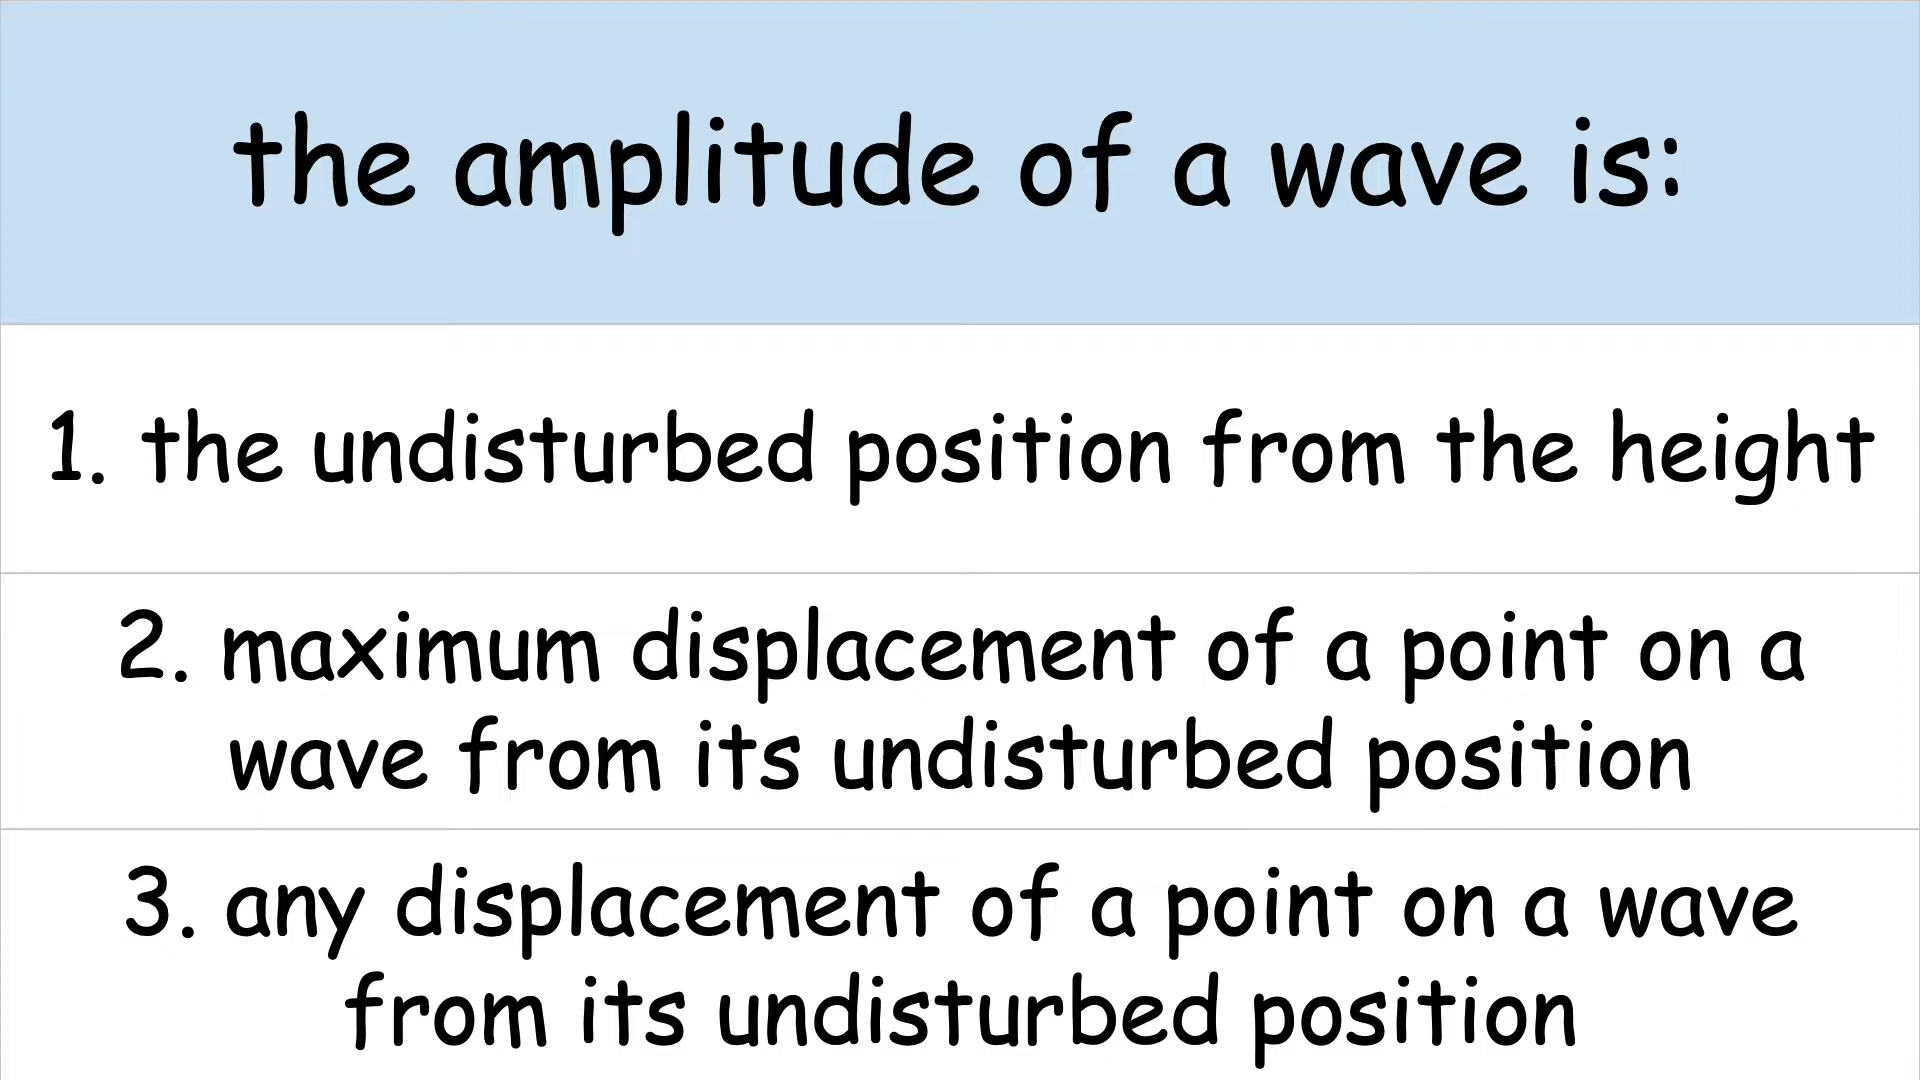 the amplitude of a wave is:
1. the undisturbed position from the height
2. maximum displacement of a point on a
wave from its undisturbed position
3. any displacement of a point on a wave
from its undisturbed position